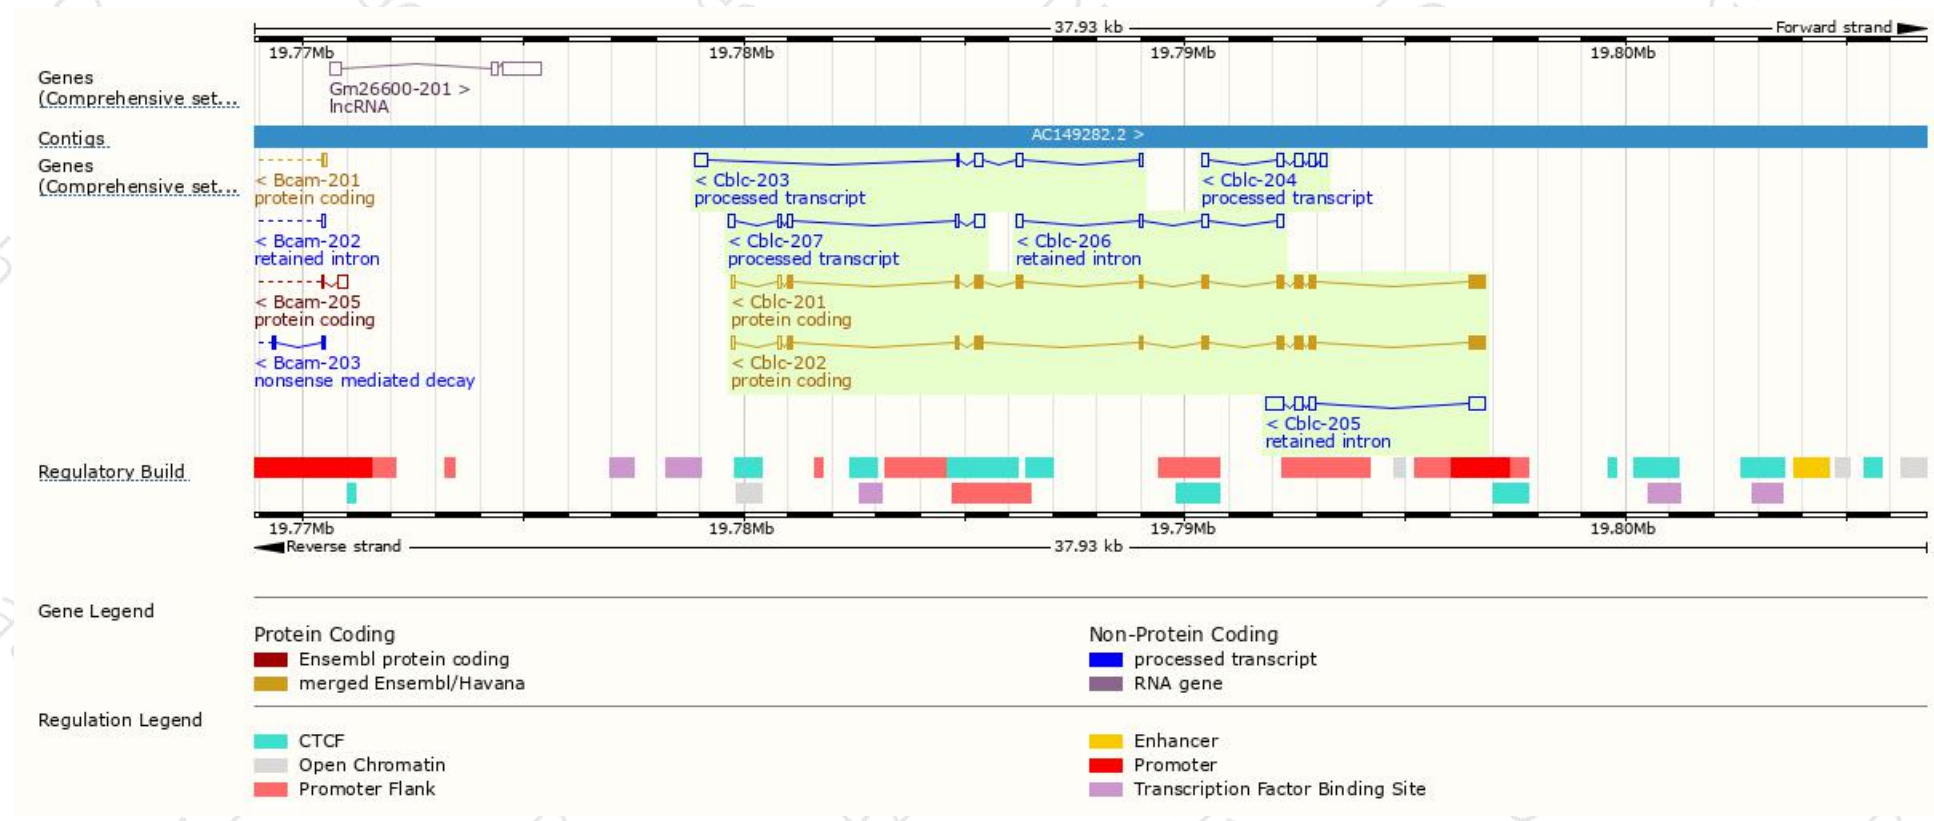 37.93 kb
Forward strand
19.77Mb 19.78Mb 19.79Mb 19.80Mb
Genes
(Comprehensive set...
Gm26600-201 >
lncRNA
Contigs
AC149282.2 >
Genes
(Comprehensive set...
< Bcam-201
protein coding
< Cblc-203
processed transcript
< Cblc-204
processed transcript
< Bcam-202
retained intron
< Cblc-207
processed transcript
< Cblc-206
retained intron
< Bcam-205
protein coding
< Cblc-201
protein coding
< Bcam-203
nonsense mediated decay
< Cblc-202
protein coding
< Cblc-205
retained intron
Regulatory Build
19.77Mb 19.78Mb 19.79Mb 19.80Mb
Reverse strand
37.93 kb
Gene Legend
Protein Coding
Ensembl protein coding
merged Ensembl/Havana
Non-Protein Coding
processed transcript
RNA gene
Regulation Legend
CTCF
Open Chromatin
Promoter Flank
Enhancer
Promoter
Transcription Factor Binding Site